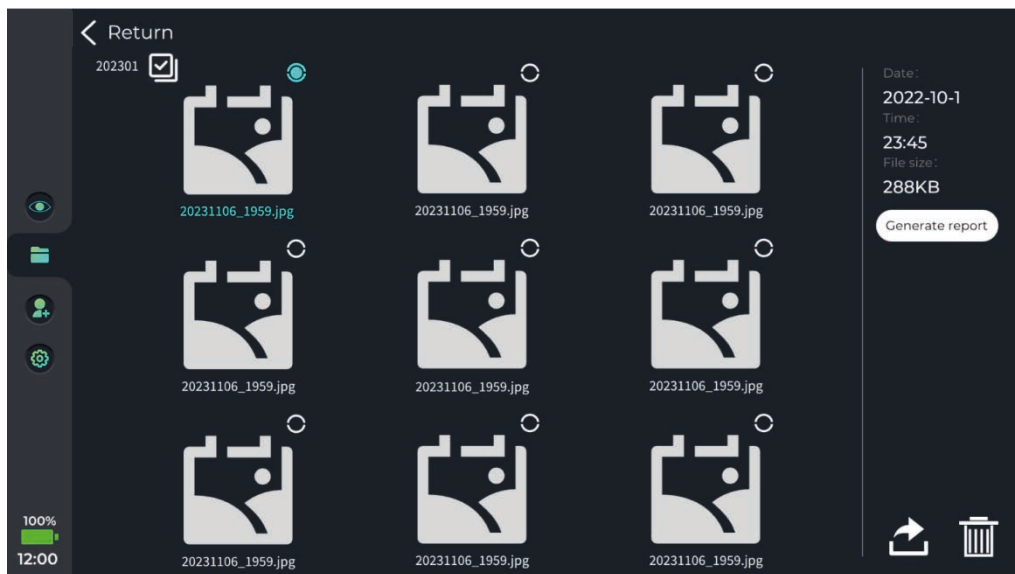 Return
202301
20231106_1959.jpg
20231106_1959.jpg
20231106_1959.jpg
20231106_1959.jpg
20231106_1959.jpg
20231106_1959.jpg
20231106_1959.jpg
20231106_1959.jpg
20231106_1959.jpg
Date:
2022-10-1
Time:
23:45
File size:
288KB
Generate report
100%
12:00